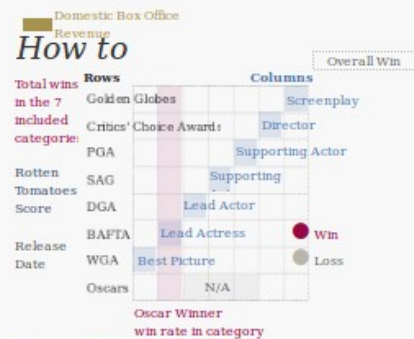 Domestic Box Office
Revenue
How to
Overall Win
Total wins
in the 7
included
categories
Rows
Columns
Golden Globes
Screenplay
Critics' Choice Awards
Director
PGA
Supporting Actor
SAG
Supporting
Rotten
Tomatoes
Score
DGA
Lead Actor
BAFTA
Lead Actress
Win
Release
Date
WGA
Best Picture
Loss
Oscars
N/A
Oscar Winner
win rate in category